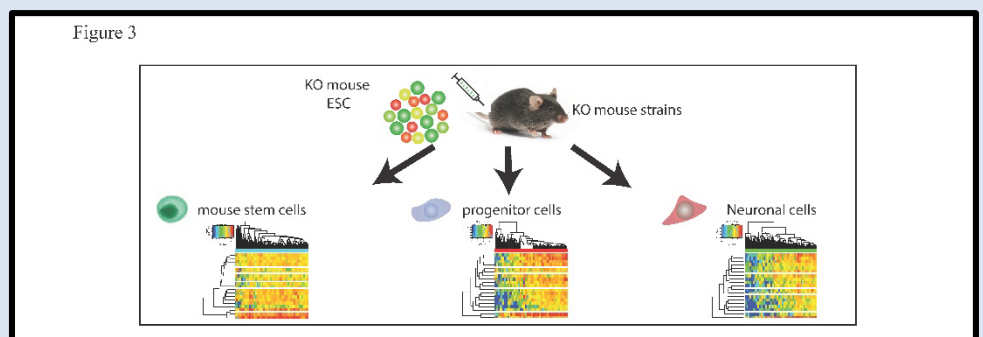 Figure 3
KO mouse
ESC
KO mouse strains
mouse stem cells
progenitor cells
Neuronal cells